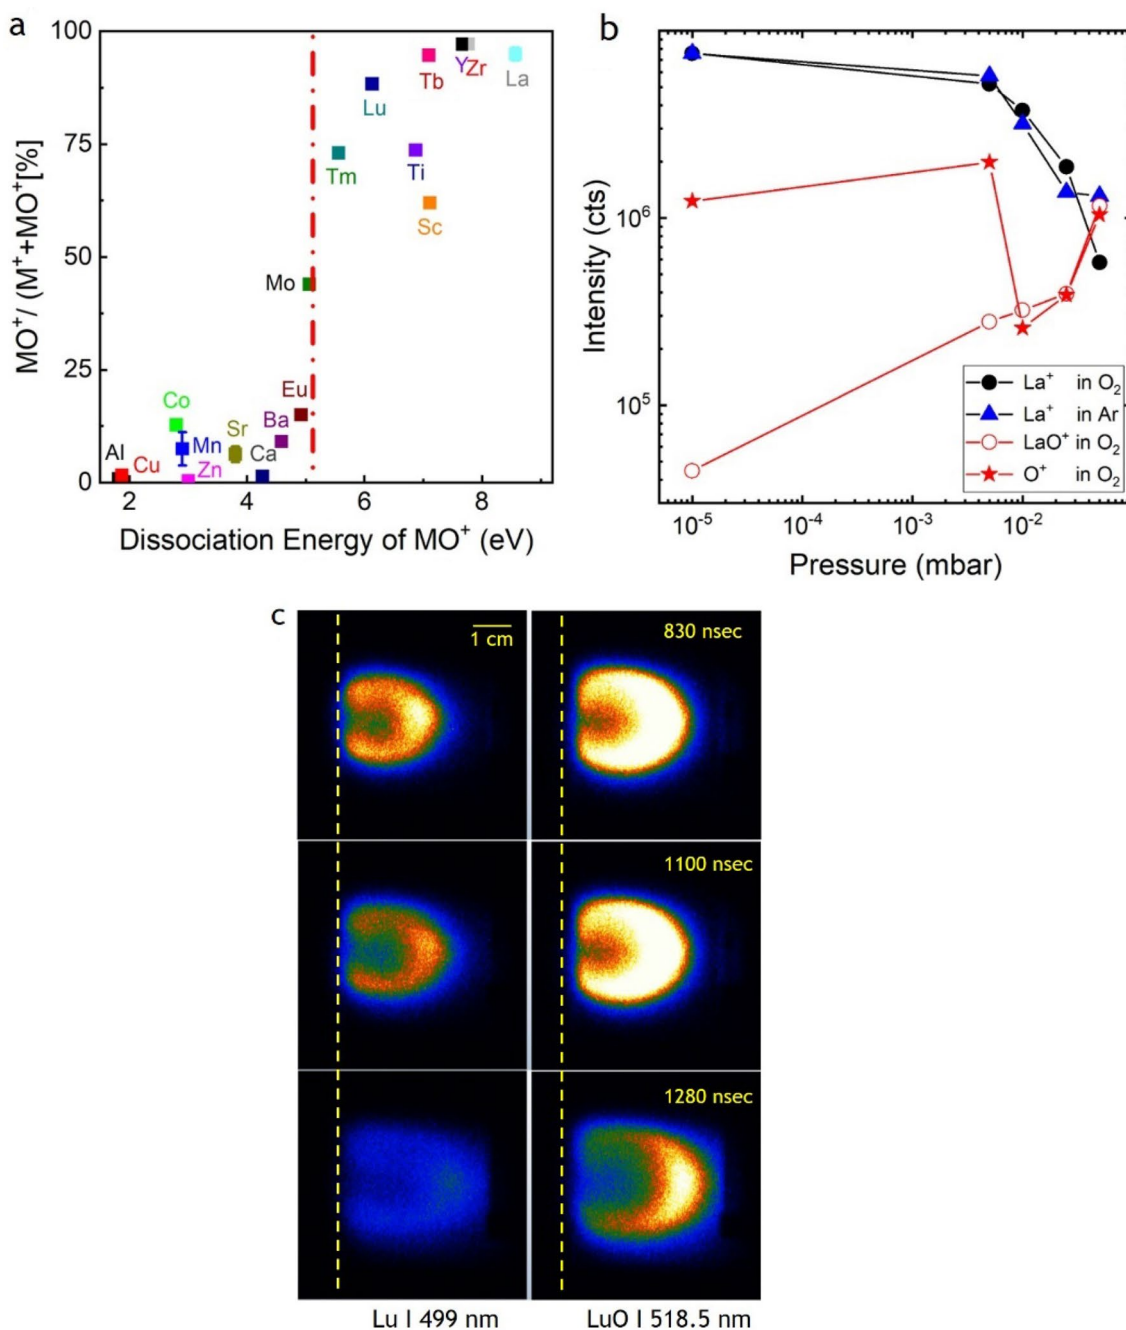 a
MO⁺/ (M⁺+MO⁺[%]
100
75
50
25
0
Tb
YZr
La
Lu
Tm
Ti
Sc
Mo
Eu
Co
Ba
Sr
Mn
Ca
Al
Cu
Zn
2 4 6 8
Dissociation Energy of MO⁺ (eV)
b
Intensity (cts)
10⁶
10⁵
La⁺ in O₂
La⁺ in Ar
LaO⁺ in O₂
O⁺ in O₂
10⁻⁵ 10⁻⁴ 10⁻³ 10⁻²
Pressure (mbar)
c
1 cm
830 nsec
1100 nsec
1280 nsec
Lu I 499 nm
LuO I 518.5 nm